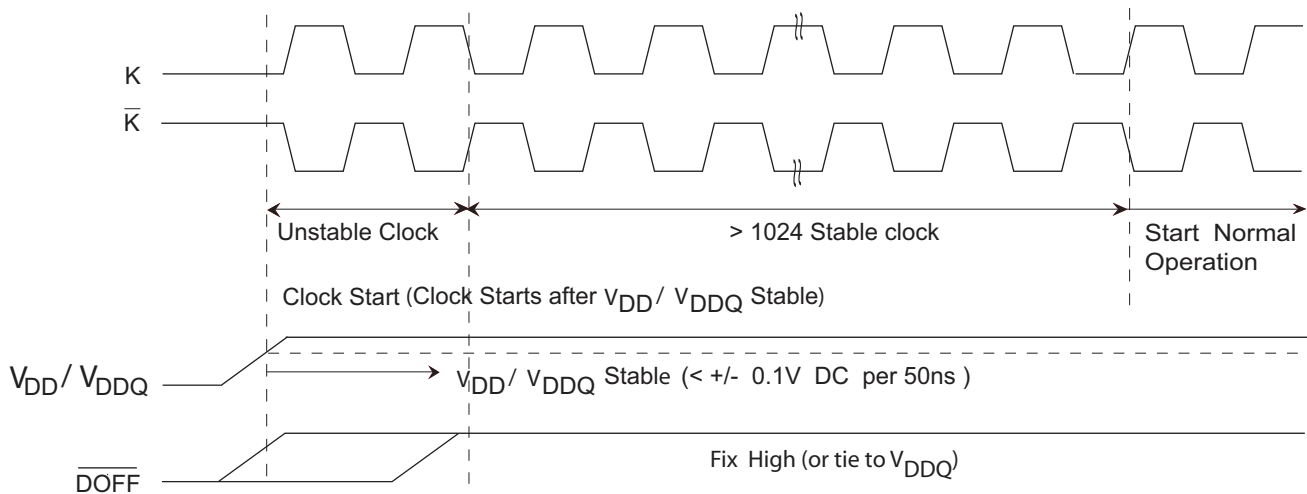 K
K̅
Unstable Clock
> 1024 Stable clock
Start Normal
Operation
Clock Start (Clock Starts after VDD / VDDQ Stable)
VDD / VDDQ
VDD / VDDQ Stable (< +/- 0.1V DC per 50ns )
D̅O̅F̅F̅
Fix High (or tie to VDDQ)